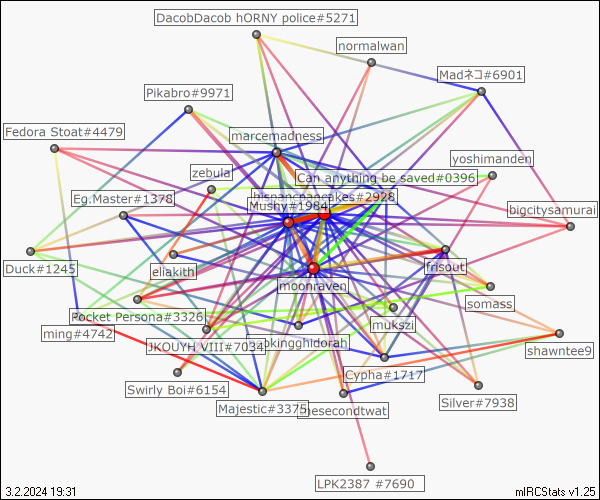 DacobDacob hORNY police#5271
normalwan
Madネコ#6901
Pikabro#9971
Fedora Stoat#4479
marcemadness
yoshimanden
zebula
Can anything be saved#0396
Eg.Master#1378
hispanicpancakes#2928
Mushy#1984
bigcitysamurai
Duck#1245
eliakith
frisout
moonraven
somass
Pocket Persona#3326
mukszi
ming#4742
JKOUYH VIII#7034
kingghidorah
shawntee9
Cypha#1717
Swirly Boi#6154
Majestic#3375
thesecondtwat
Silver#7938
LPK2387 #7690
3.2.2024 19:31
mIRCStats v1.25